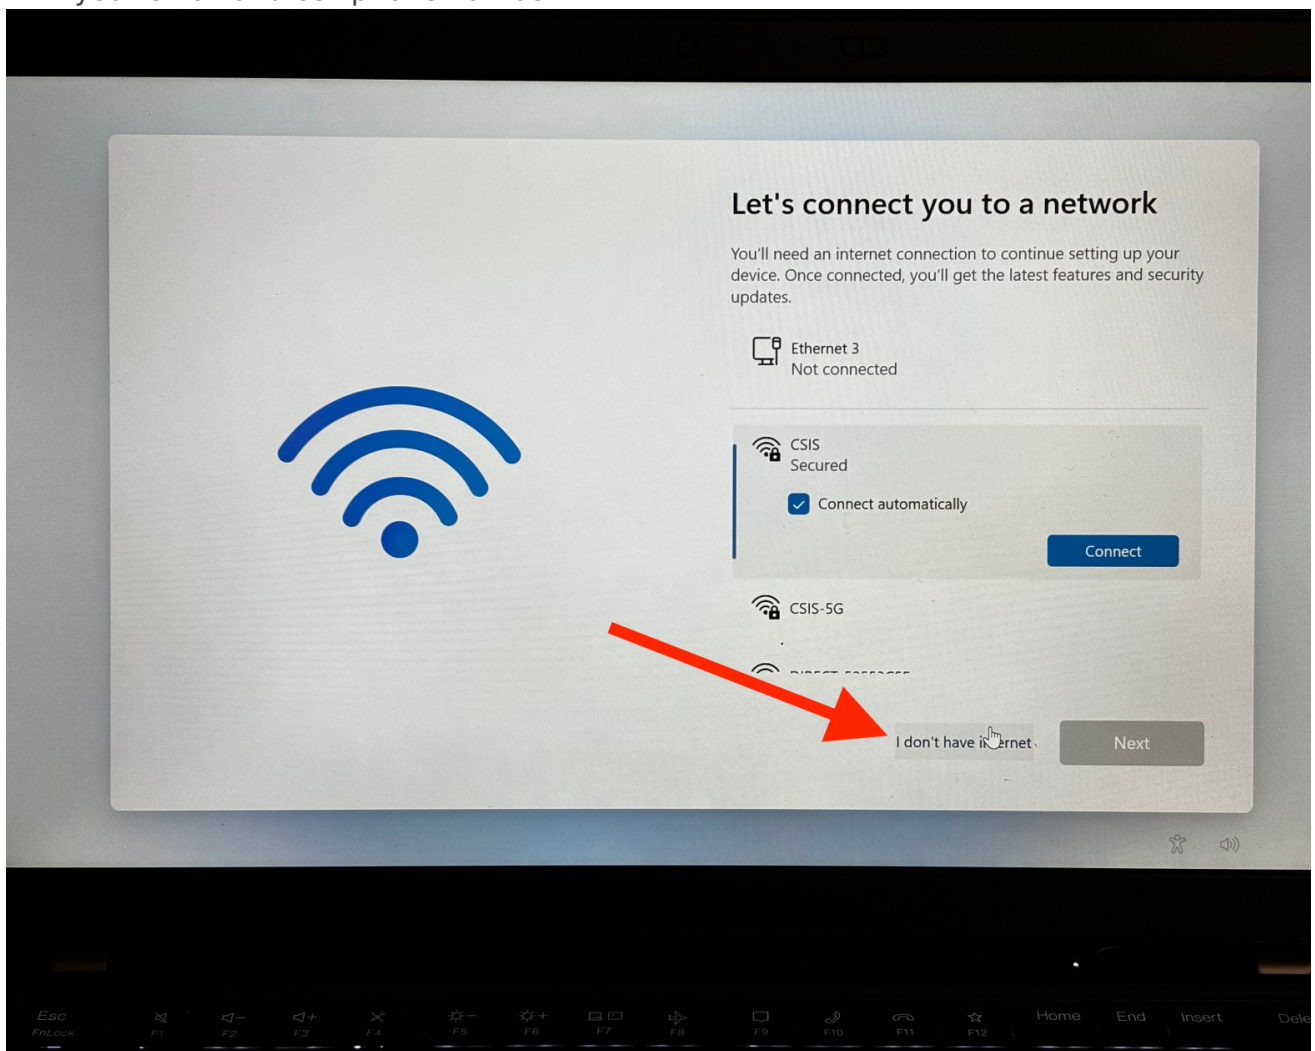 Let's connect you to a network
You'll need an internet connection to continue setting up your
device. Once connected, you'll get the latest features and security
updates.
Ethernet 3
Not connected
CSIS
Secured
Connect automatically
Connect
CSIS-5G
I don't have internet
Next
Esc
FnLock
F1 F2 F3 F4 F5 F6 F7 F8 F9 F10 F11 F12
Home End Insert